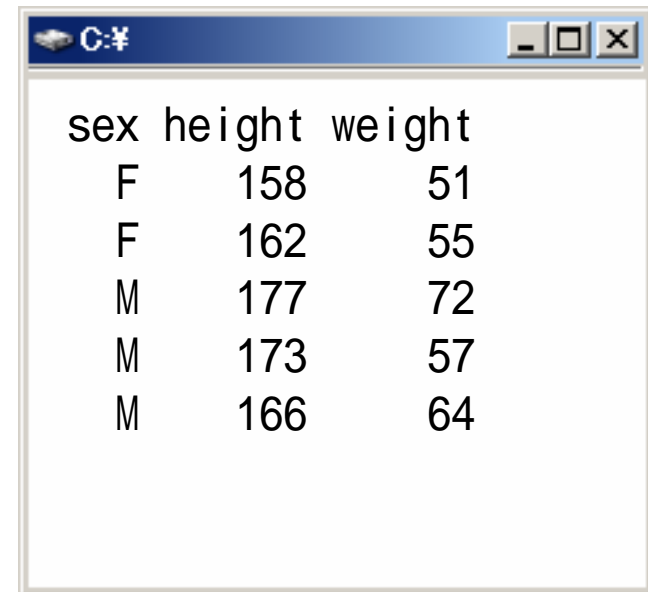 C:¥
sex height weight
F 158 51
F 162 55
M 177 72
M 173 57
M 166 64